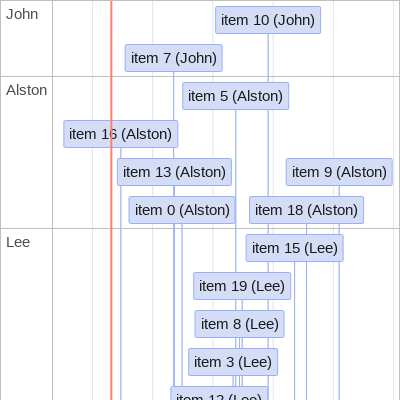 John
item 10 (John)
item 7 (John)
Alston
item 5 (Alston)
item 16 (Alston)
item 13 (Alston)
item 9 (Alston)
item 0 (Alston)
item 18 (Alston)
Lee
item 15 (Lee)
item 19 (Lee)
item 8 (Lee)
item 3 (Lee)
item 12 (Lee)